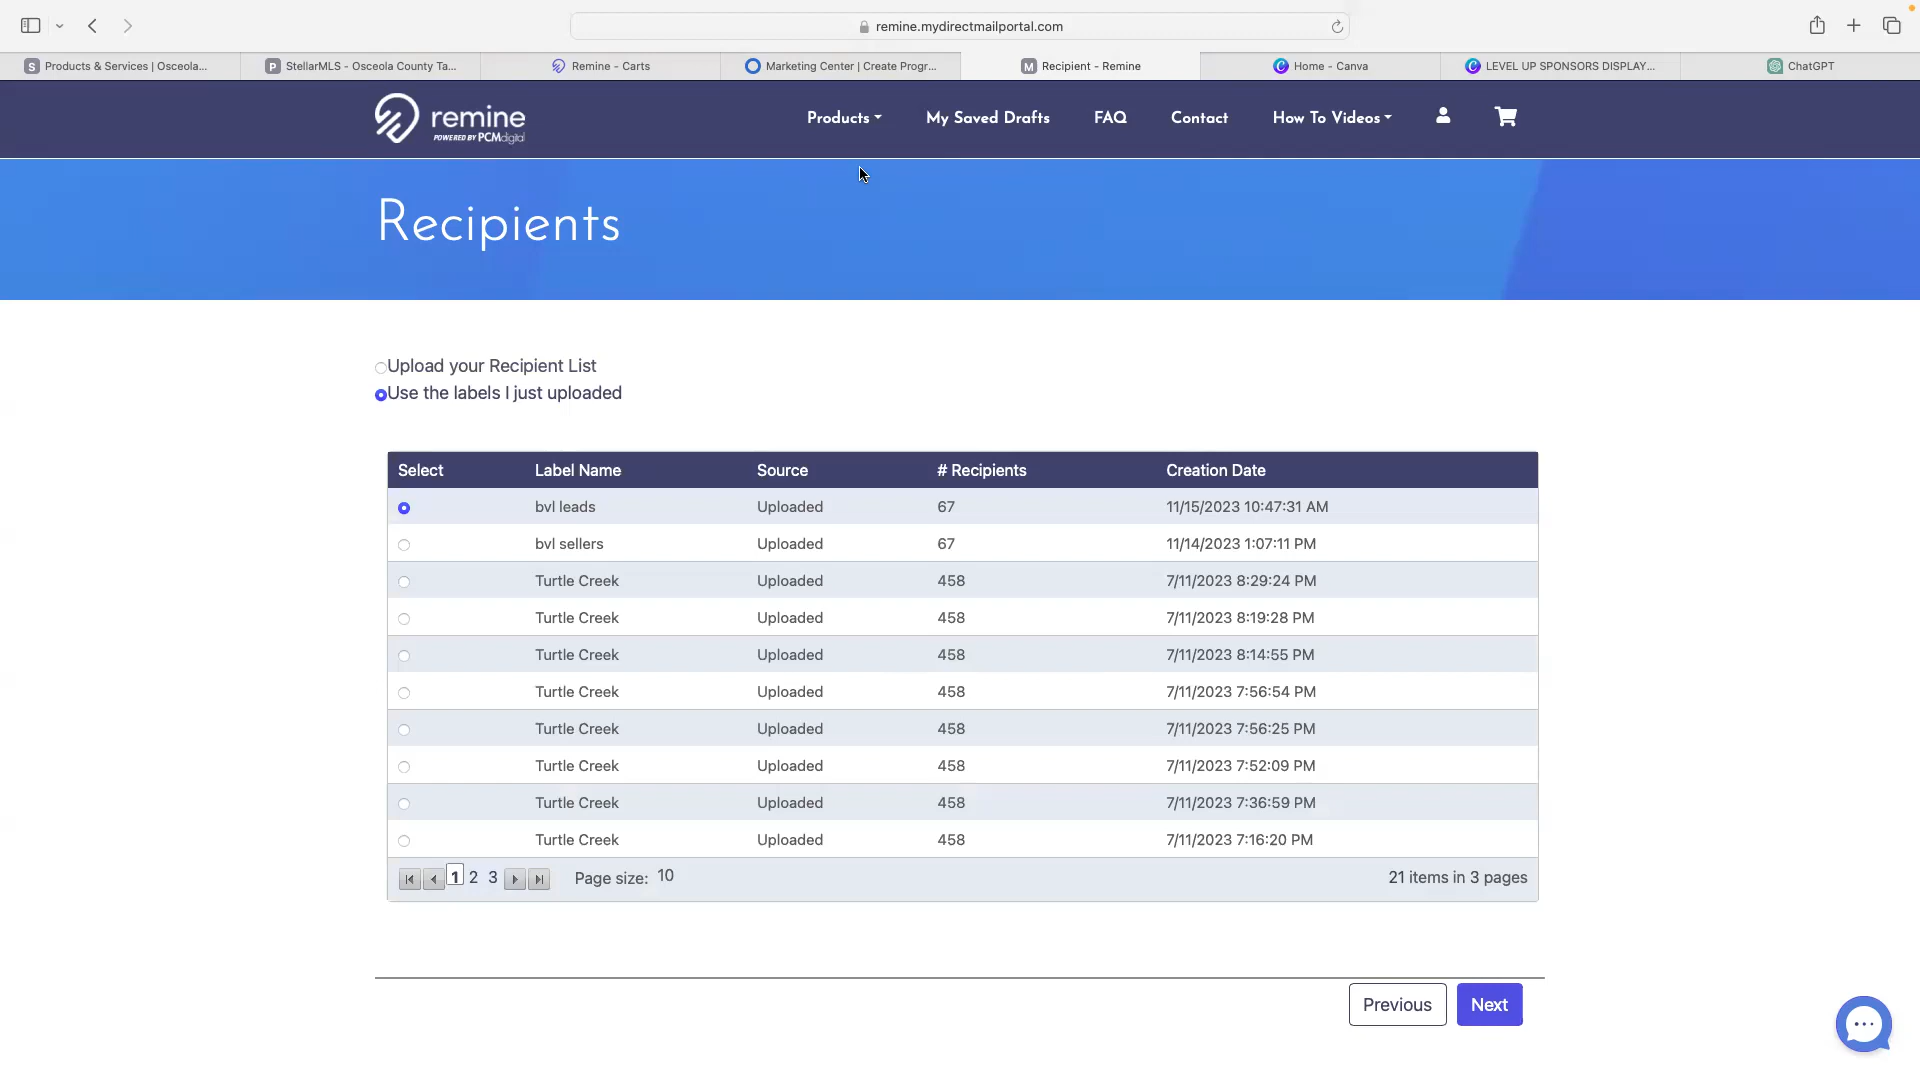 remine.mydirectmailportal.com
S Products & Services | Osceola...
P StellarMLS - Osceola County Ta...
Remine - Carts
Marketing Center | Create Progr...
M Recipient - Remine
C Home - Canva
C LEVEL UP SPONSORS DISPLAY...
ChatGPT
remine
POWERED BY PCMdigital
Products
My Saved Drafts
FAQ
Contact
How To Videos
Recipients
Upload your Recipient List
Use the labels I just uploaded
Select Label Name Source # Recipients Creation Date
bvl leads Uploaded 67 11/15/2023 10:47:31 AM
bvl sellers Uploaded 67 11/14/2023 1:07:11 PM
Turtle Creek Uploaded 458 7/11/2023 8:29:24 PM
Turtle Creek Uploaded 458 7/11/2023 8:19:28 PM
Turtle Creek Uploaded 458 7/11/2023 8:14:55 PM
Turtle Creek Uploaded 458 7/11/2023 7:56:54 PM
Turtle Creek Uploaded 458 7/11/2023 7:56:25 PM
Turtle Creek Uploaded 458 7/11/2023 7:52:09 PM
Turtle Creek Uploaded 458 7/11/2023 7:36:59 PM
Turtle Creek Uploaded 458 7/11/2023 7:16:20 PM
1 2 3 Page size: 10 21 items in 3 pages
Previous Next